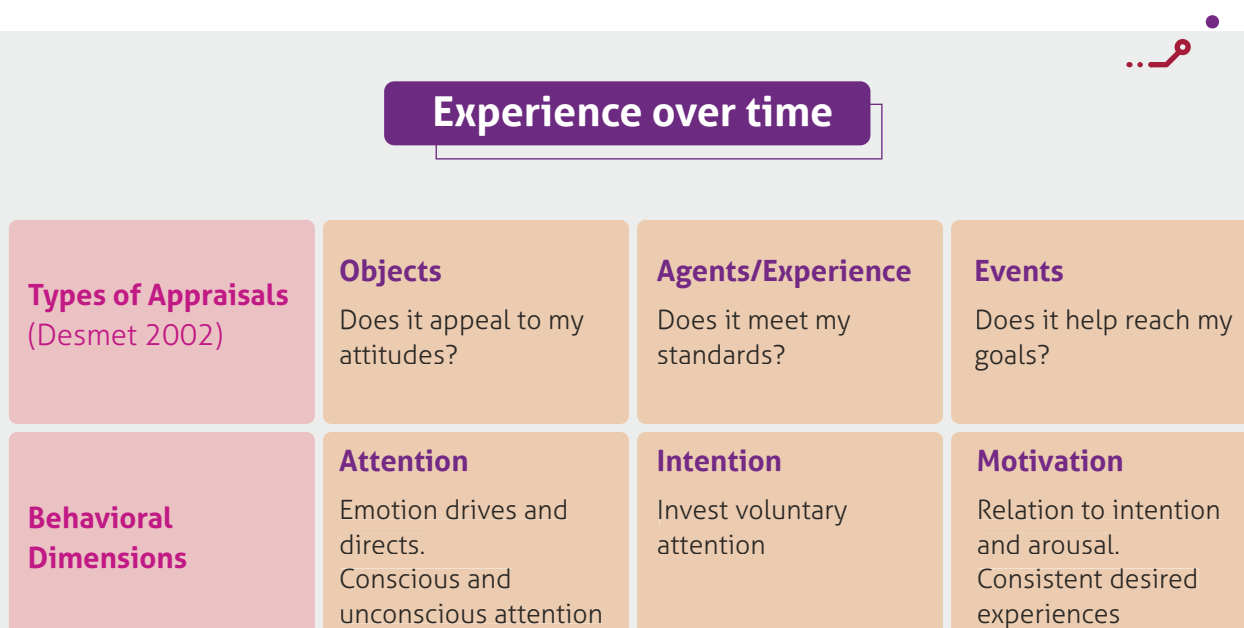 Experience over time
Types of Appraisals
(Desmet 2002)
Objects
Does it appeal to my
attitudes?
Agents/Experience
Does it meet my
standards?
Events
Does it help reach my
goals?
Behavioral
Dimensions
Attention
Emotion drives and
directs.
Conscious and
unconscious attention
Intention
Invest voluntary
attention
Motivation
Relation to intention
and arousal.
Consistent desired
experiences